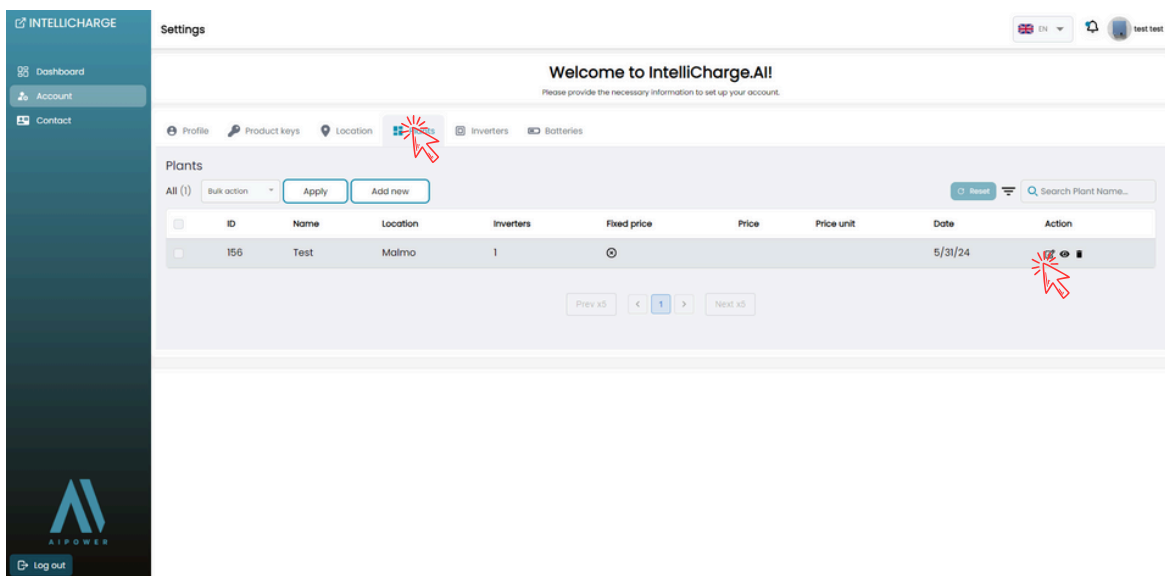 INTELLICHARGE
Settings
EN
test test
Dashboard
Account
Contact
Welcome to IntelliCharge.AI!
Please provide the necessary information to set up your account.
Profile Product keys Location Plants Inverters Batteries
Plants
All (1) Bulk action Apply Add new Reset Search Plant Name...
ID Name Location Inverters Fixed price Price Price unit Date Action
156 Test Malmo 1 5/31/24
Prev x5 < 1 > Next x5
AIPOWER
Log out